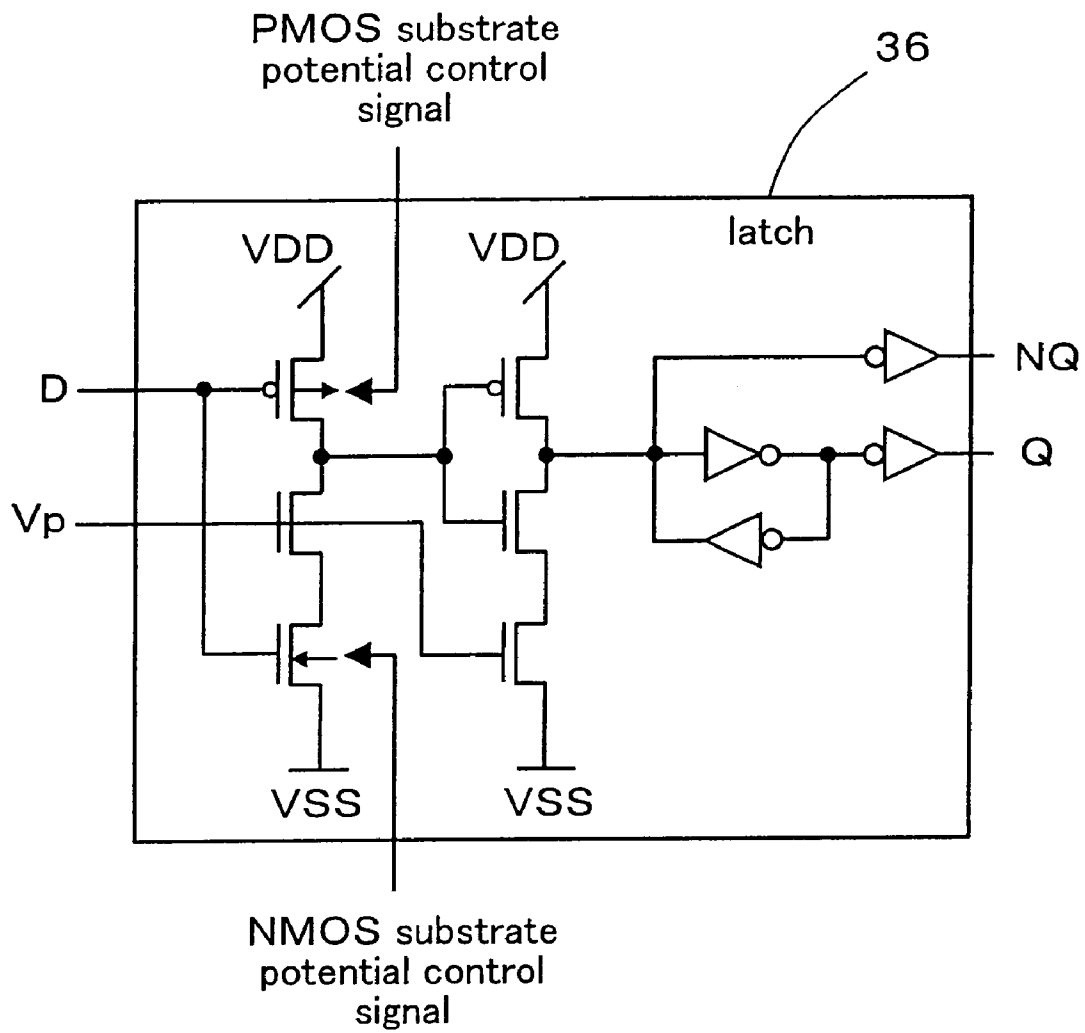 PMOS substrate
potential control
signal
36
latch
VDD
VDD
NQ
D
Q
Vp
VSS
VSS
NMOS substrate
potential control
signal